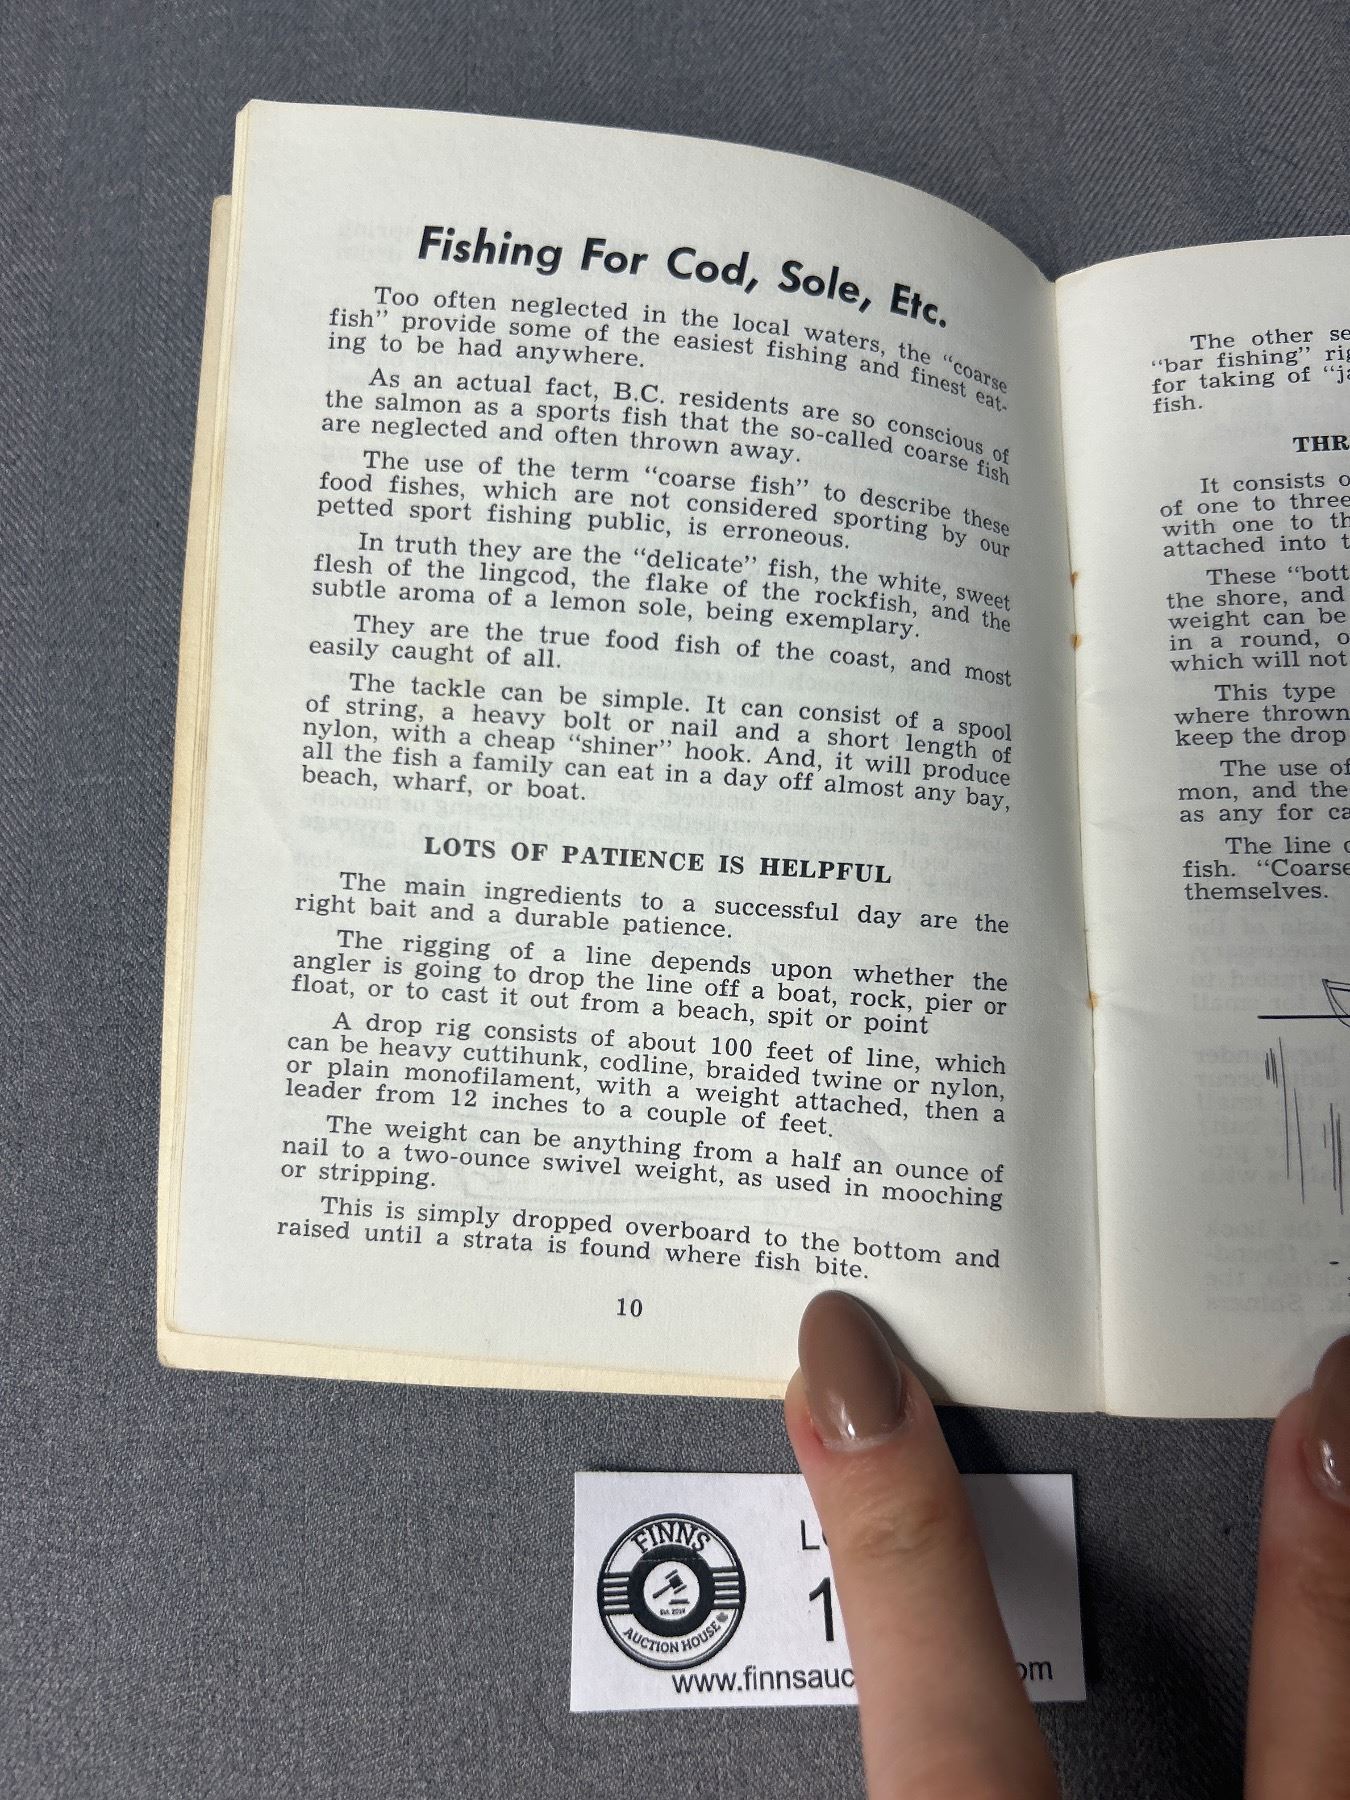 Fishing For Cod, Sole, Etc.
Too often neglected in the local waters, the "coarse
fish" provide some of the easiest fishing and finest eat-
ing to be had anywhere.
As an actual fact, B.C. residents are so conscious of
the salmon as a sports fish that the so-called coarse fish
are neglected and often thrown away.
The use of the term "coarse fish" to describe these
food fishes, which are not considered sporting by our
petted sport fishing public, is erroneous.
In truth they are the "delicate" fish, the white, sweet
flesh of the lingcod, the flake of the rockfish, and the
subtle aroma of a lemon sole, being exemplary.
They are the true food fish of the coast, and most
easily caught of all.
The tackle can be simple. It can consist of a spool
of string, a heavy bolt or nail and a short length of
nylon, with a cheap "shiner" hook. And, it will produce
all the fish a family can eat in a day off almost any bay,
beach, wharf, or boat.
LOTS OF PATIENCE IS HELPFUL
The main ingredients to a successful day are the
right bait and a durable patience.
The rigging of a line depends upon whether the
angler is going to drop the line off a boat, rock, pier or
float, or to cast it out from a beach, spit or point
A drop rig consists of about 100 feet of line, which
can be heavy cuttihunk, codline, braided twine or nylon,
or plain monofilament, with a weight attached, then a
leader from 12 inches to a couple of feet.
The weight can be anything from a half an ounce of
nail to a two-ounce swivel weight, as used in mooching
or stripping.
This is simply dropped overboard to the bottom and
raised until a strata is found where fish bite.
10
The other
"bar fishing"
for taking of
fish.
It consists
of one to three
with one to
attached into
These
the shore, and
weight can be
in a round,
which will not
This type
where thrown
keep the drop
The use of
mon, and the
as any for
The line
fish. "Coarse
themselves.
FINNS
Est. 2019
AUCTION HOUSE